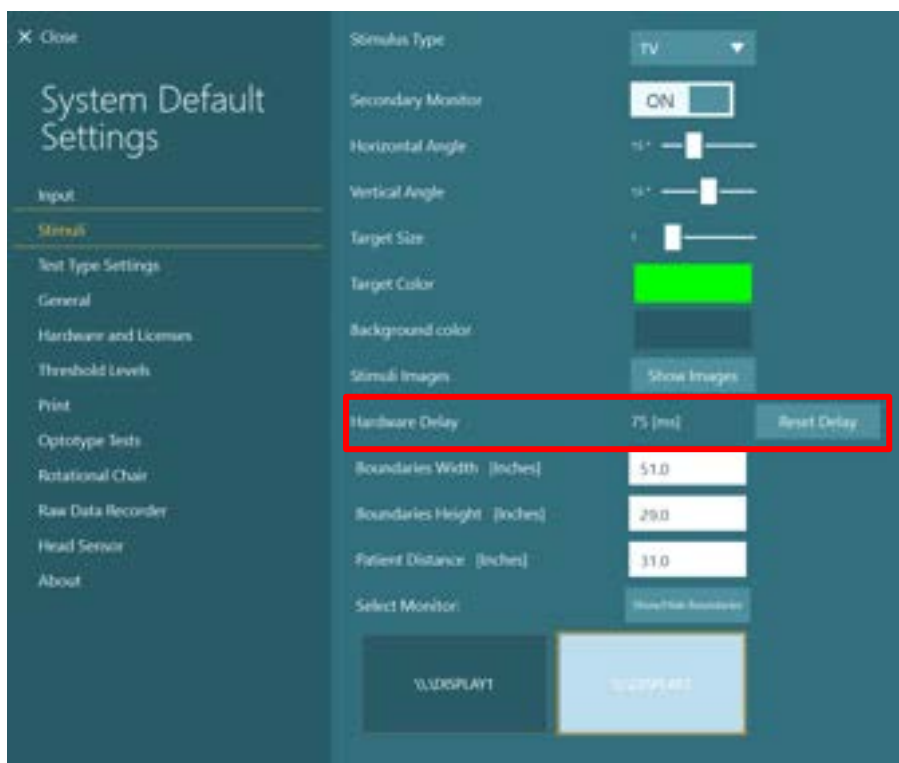 Close
System Default
Settings
Input
Stimuli
Test Type Settings
General
Hardware and Licenses
Threshold Levels
Print
Optotype Tests
Rotational Chair
Raw Data Recorder
Head Sensor
About
Stimulus Type
TV
Secondary Monitor
ON
Horizontal Angle
Vertical Angle
Target Size
Target Color
Background color
Stimuli Images
Show Images
Hardware Delay 75 [ms] Reset Delay
Boundaries Width [Inches] 51.0
Boundaries Height [Inches] 29.0
Patient Distance [Inches] 31.0
Select Monitor: Show/Hide Boundaries
\\.\DISPLAY1